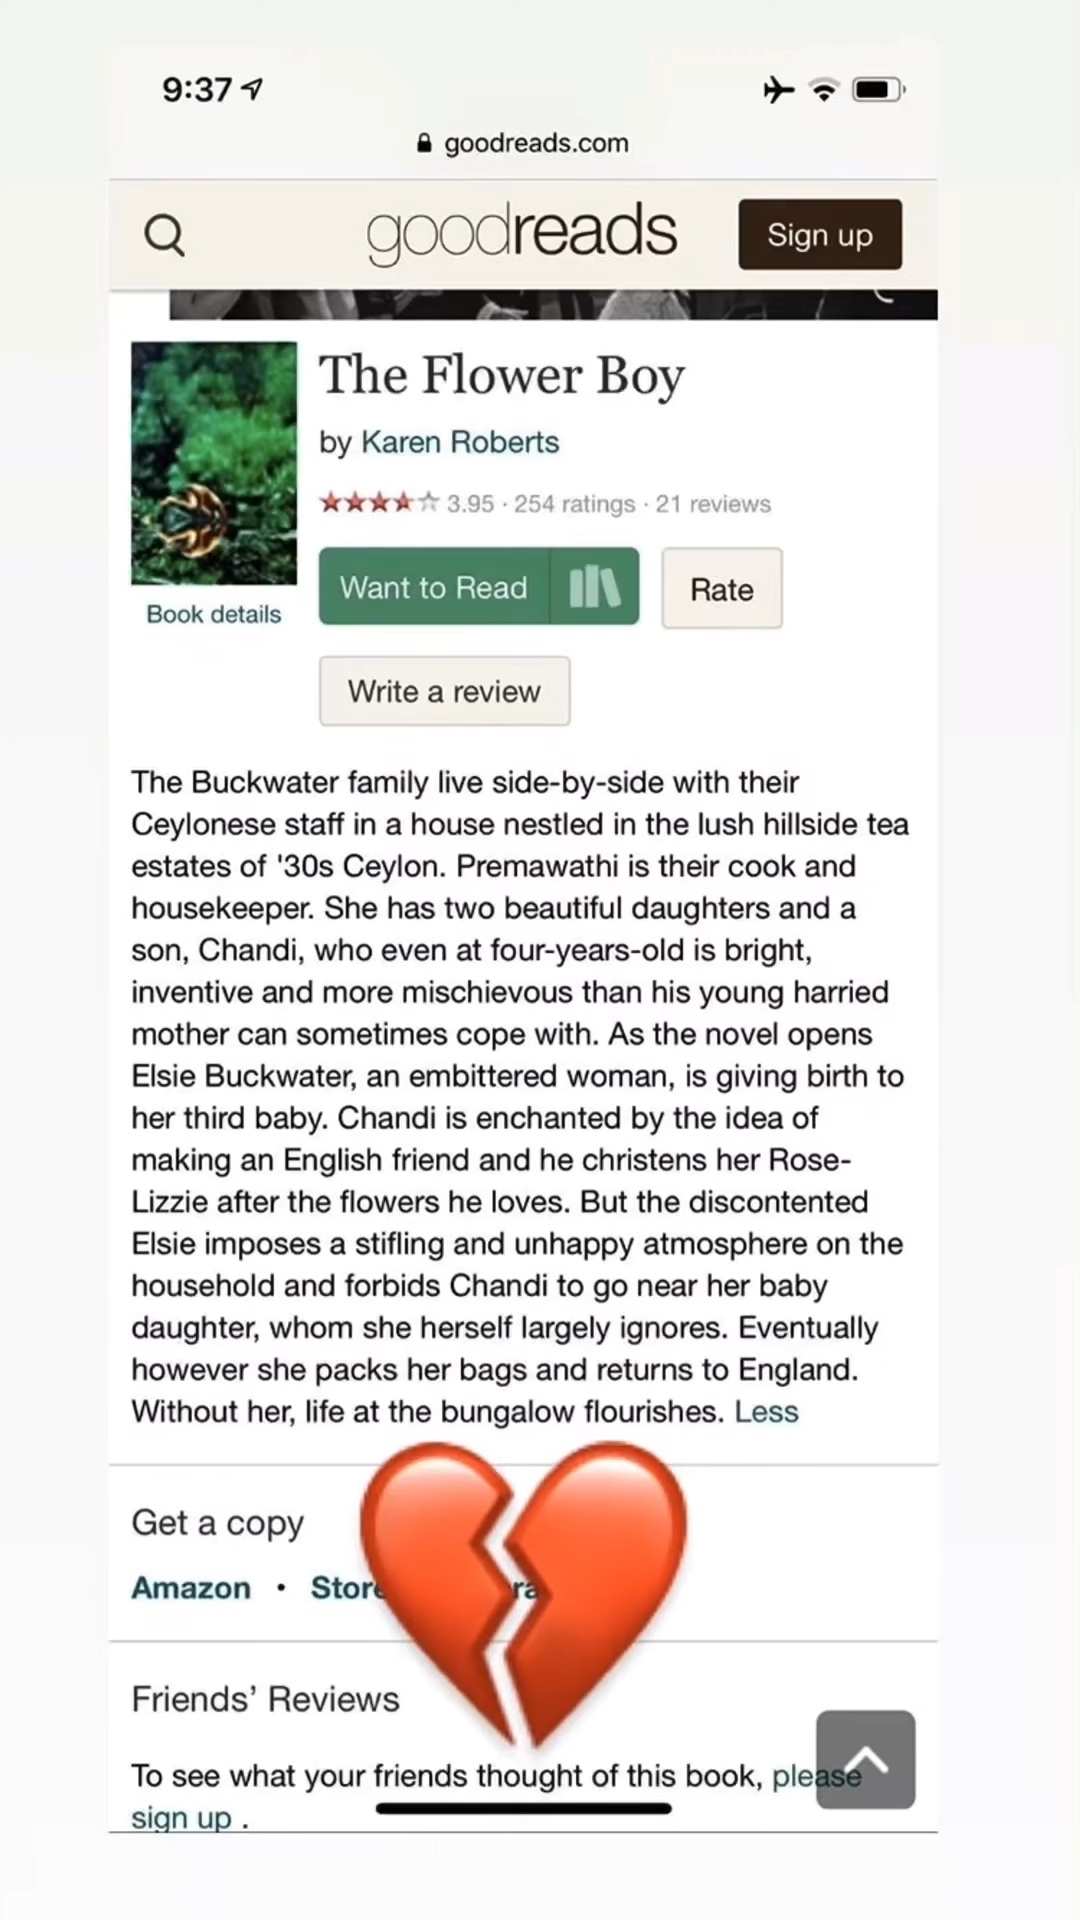 9:37
goodreads.com
goodreads
Sign up
The Flower Boy
by Karen Roberts
3.95 · 254 ratings · 21 reviews
Want to Read
Rate
Book details
Write a review
The Buckwater family live side-by-side with their
Ceylonese staff in a house nestled in the lush hillside tea
estates of '30s Ceylon. Premawathi is their cook and
housekeeper. She has two beautiful daughters and a
son, Chandi, who even at four-years-old is bright,
inventive and more mischievous than his young harried
mother can sometimes cope with. As the novel opens
Elsie Buckwater, an embittered woman, is giving birth to
her third baby. Chandi is enchanted by the idea of
making an English friend and he christens her Rose-
Lizzie after the flowers he loves. But the discontented
Elsie imposes a stifling and unhappy atmosphere on the
household and forbids Chandi to go near her baby
daughter, whom she herself largely ignores. Eventually
however she packs her bags and returns to England.
Without her, life at the bungalow flourishes. Less
Get a copy
Amazon •
Friends’ Reviews
To see what your friends thought of this book, please
sign up .